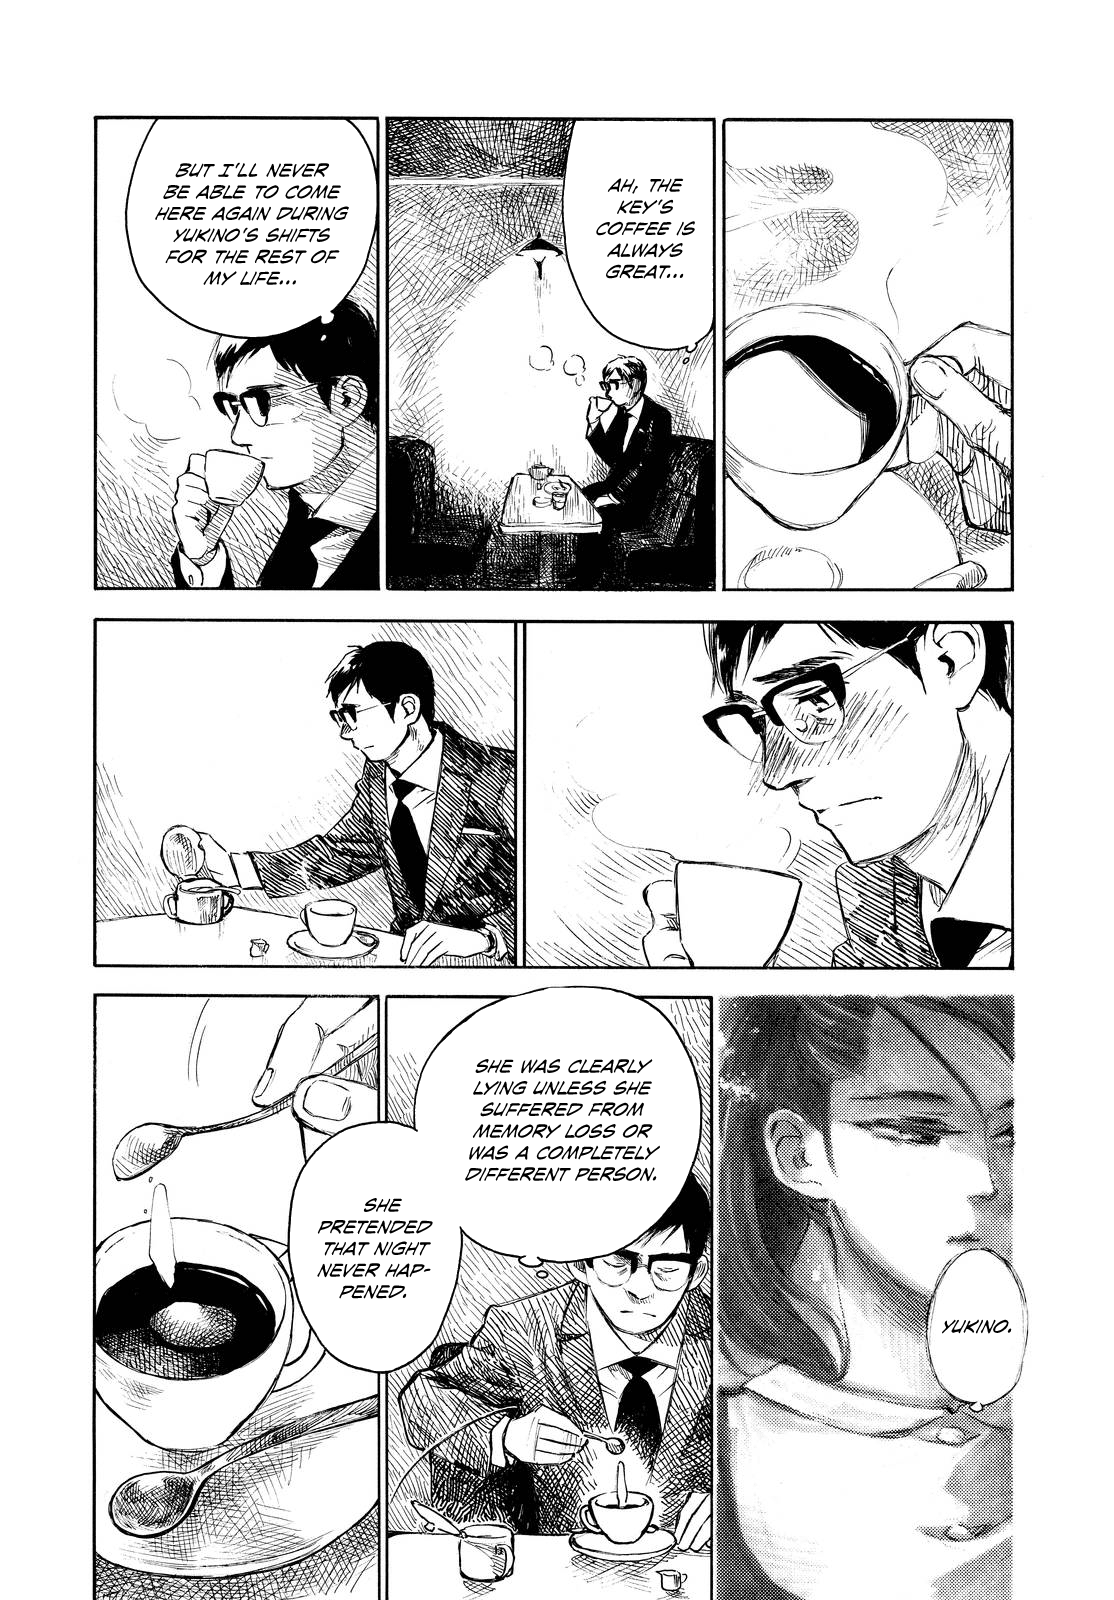 AH, THE
KEY'S
COFFEE IS
ALWAYS
GREAT...
BUT I'LL NEVER
BE ABLE TO COME
HERE AGAIN DURING
YUKINO'S SHIFTS
FOR THE REST OF
MY LIFE...
YUKINO.
SHE WAS CLEARLY
LYING UNLESS SHE
SUFFERED FROM
MEMORY LOSS OR
WAS A COMPLETELY
DIFFERENT PERSON.
SHE
PRETENDED
THAT NIGHT
NEVER HAP-
PENED.